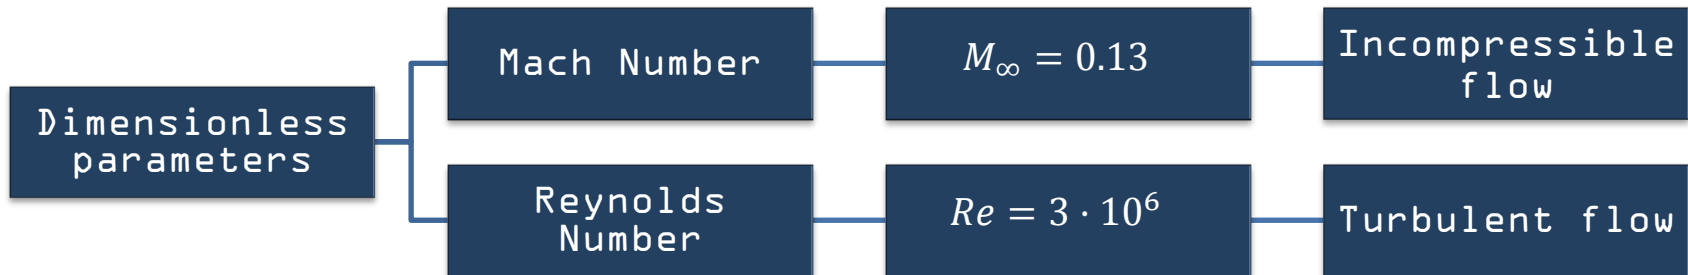 Dimensionless
parameters
Mach Number
M∞ = 0.13
Incompressible
flow
Reynolds
Number
Re = 3 · 10⁶
Turbulent flow